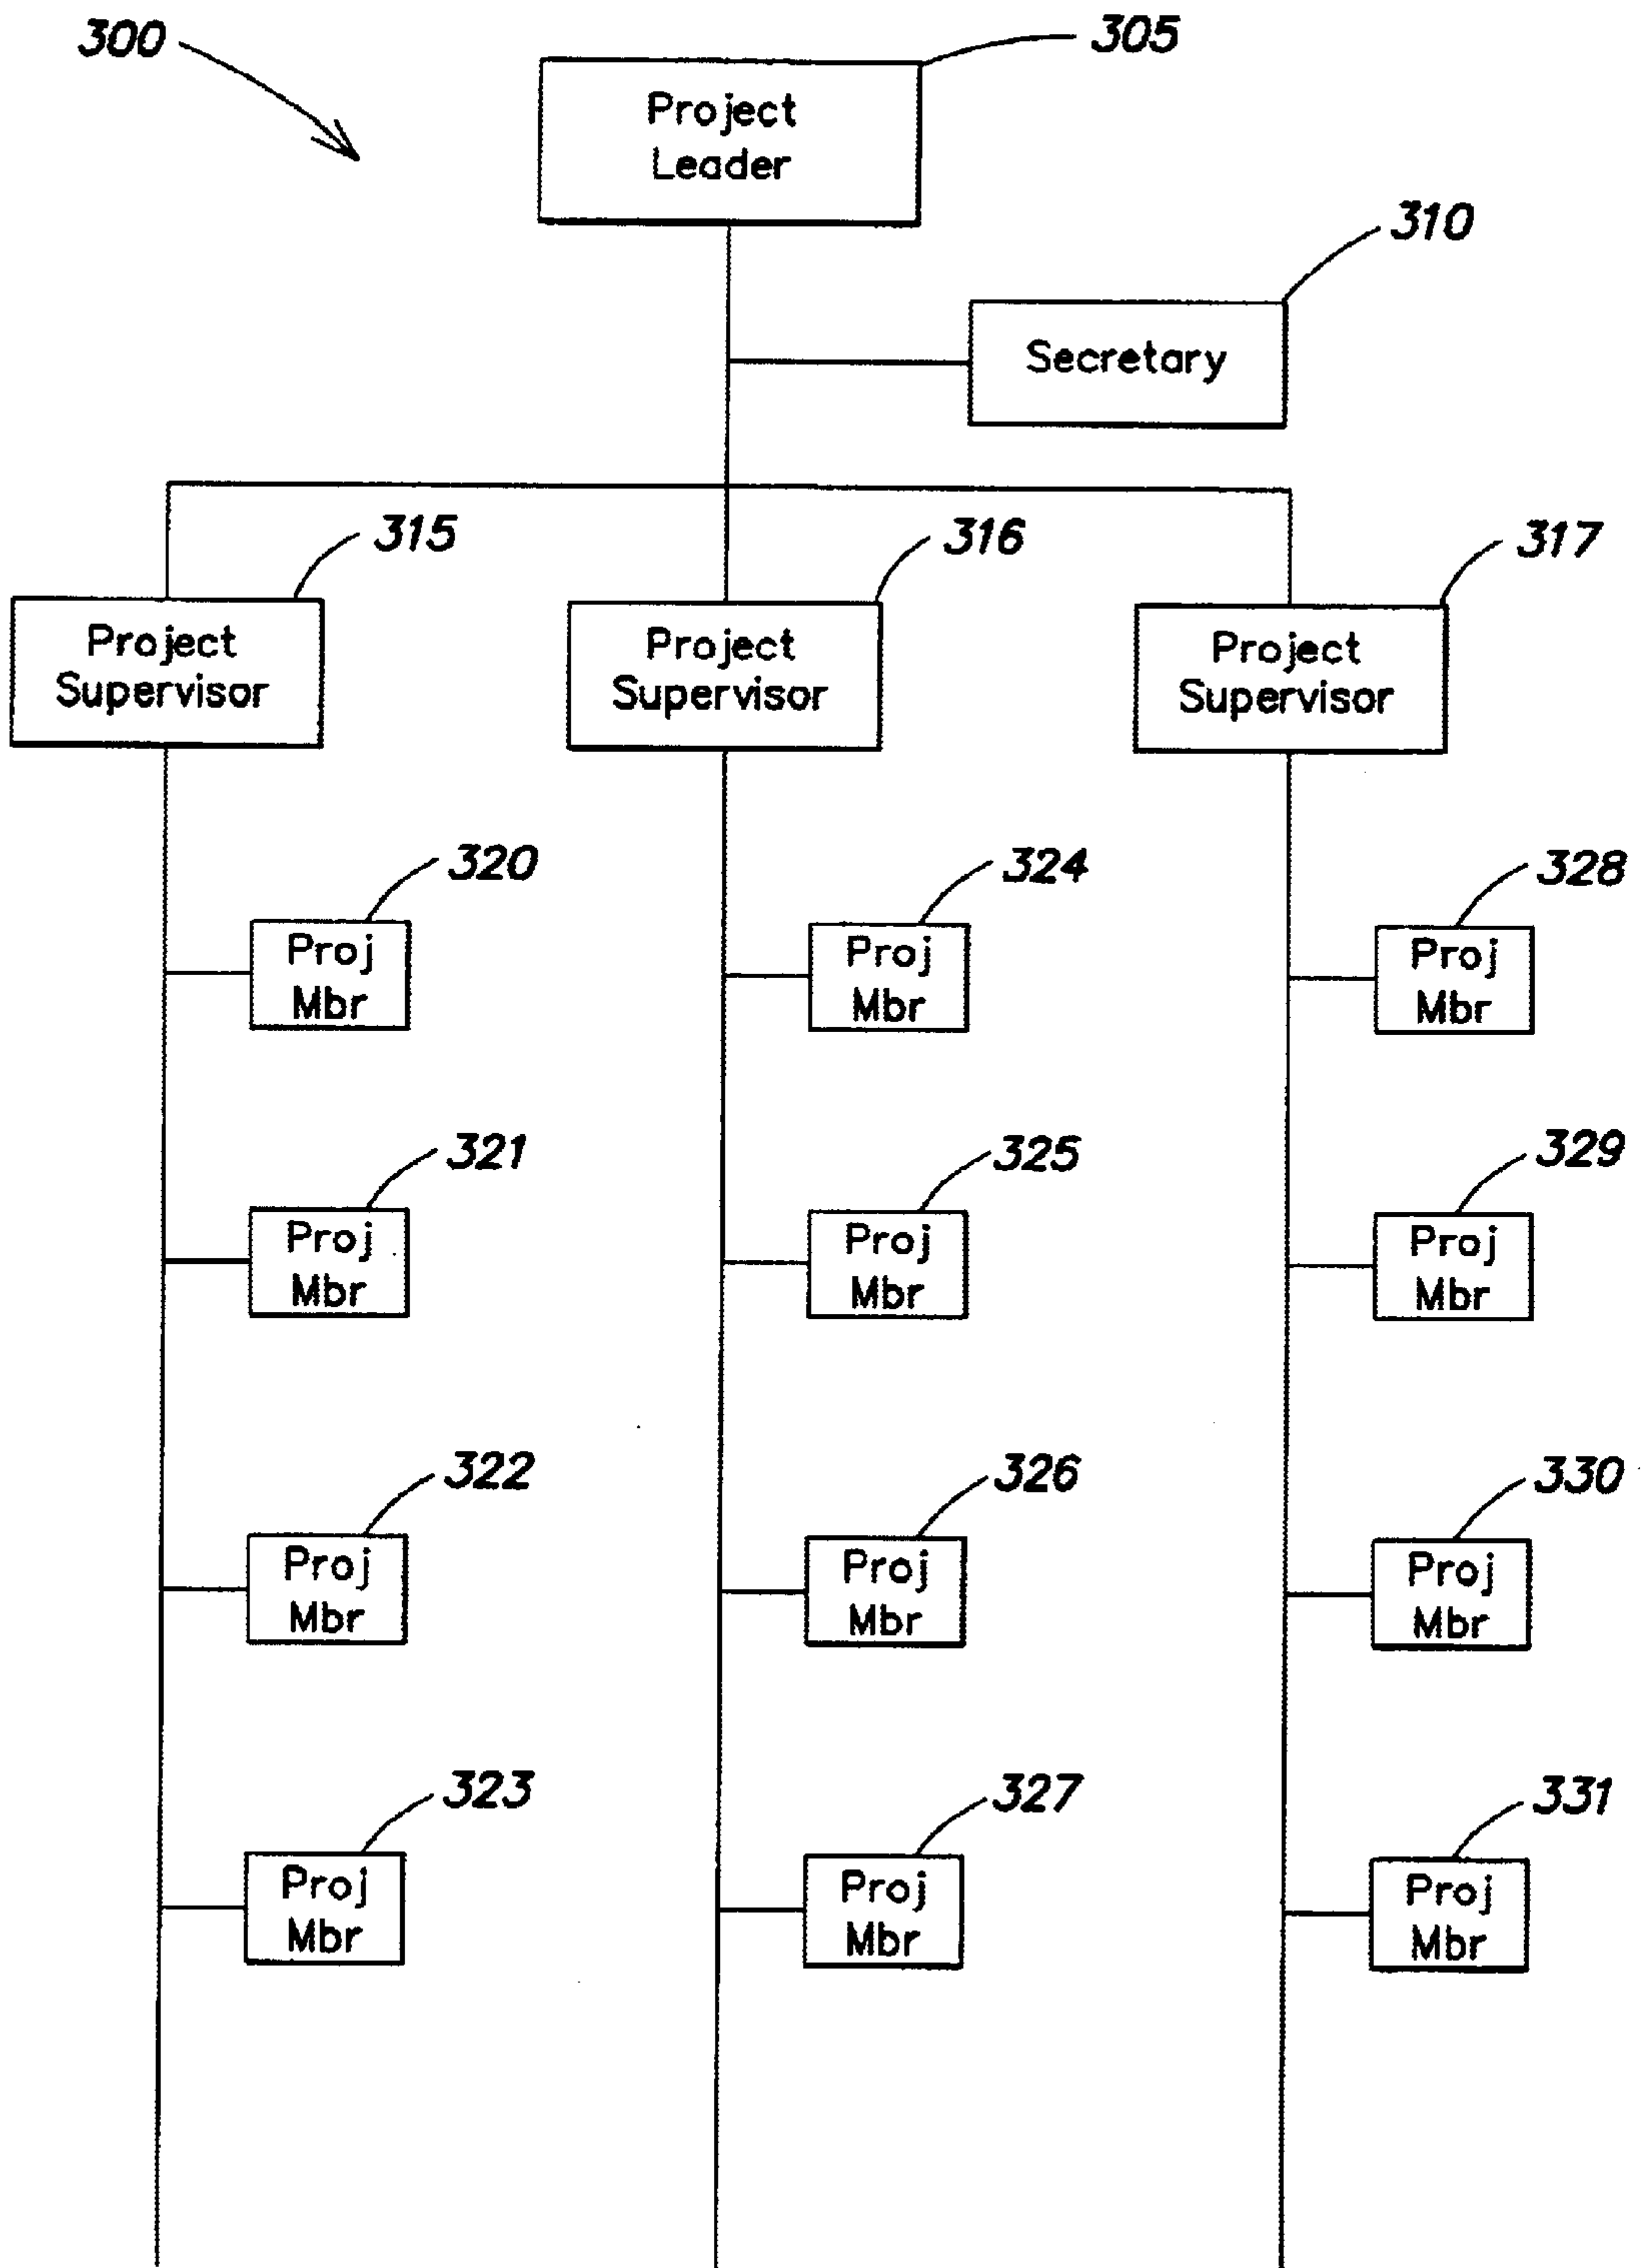 300
305
Project
Leader
310
Secretary
315
316
317
Project
Supervisor
Project
Supervisor
Project
Supervisor
320
324
328
Proj
Mbr
Proj
Mbr
Proj
Mbr
321
325
329
Proj
Mbr
Proj
Mbr
Proj
Mbr
322
326
330
Proj
Mbr
Proj
Mbr
Proj
Mbr
323
327
331
Proj
Mbr
Proj
Mbr
Proj
Mbr